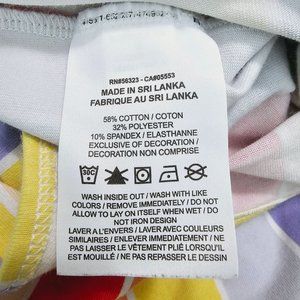 RN#56323 - CA#05553
MADE IN SRI LANKA
FABRIQUE AU SRI LANKA
58% COTTON / COTON
32% POLYESTER
10% SPANDEX / ELASTHANNE
EXCLUSIVE OF DECORATION /
DECORATION NON COMPRISE
30C
WASH INSIDE OUT / WASH WITH LIKE
COLORS / REMOVE IMMEDIATELY / DO NOT
ALLOW TO LAY ON ITSELF WHEN WET / DO
NOT IRON DESIGN
LAVER A L'ENVERS / LAVER AVEC COULEURS
SIMILAIRES / ENLEVER IMMEDIATEMENT / NE
PAS LAISSER LE VÊTEMENT PLIÉ LORSQU'IL
EST MOUILLÉ / NE PAS REPASSER LE DESSIN